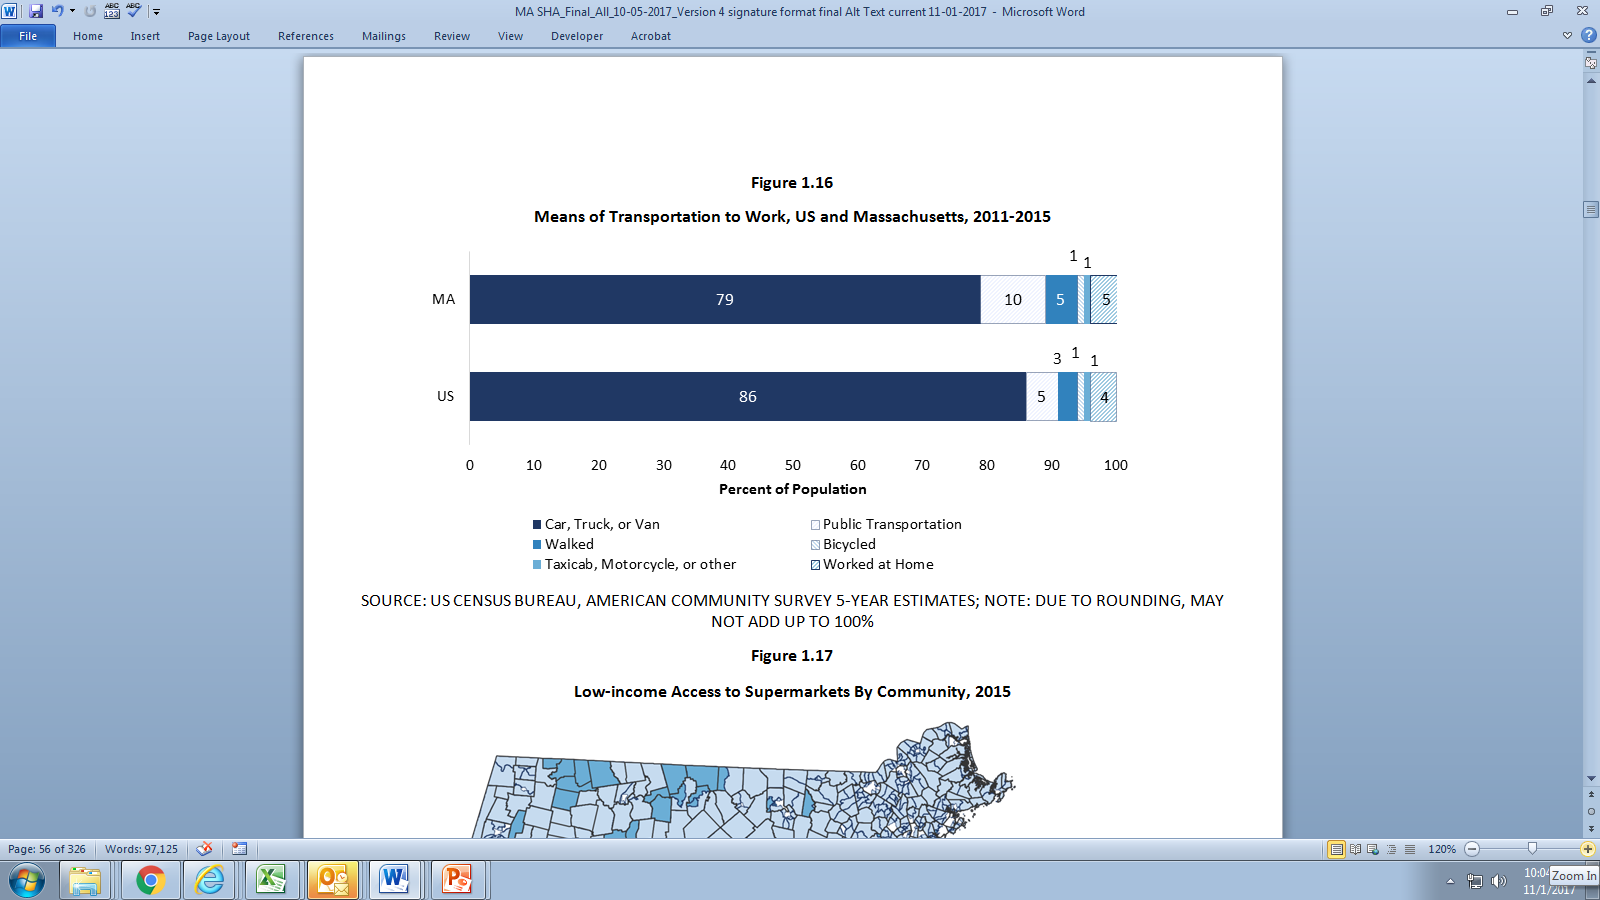 MA SHA_Final_All_10-05-2017_Version 4 signature format final Alt Text current 11-01-2017 - Microsoft Word
File Home Insert Page Layout References Mailings Review View Developer Acrobat
Figure 1.16
Means of Transportation to Work, US and Massachusetts, 2011-2015
1 1
MA 79 10 5 5
3 1 1
US 86 5 4
0 10 20 30 40 50 60 70 80 90 100
Percent of Population
Car, Truck, or Van Public Transportation
Walked Bicycled
Taxicab, Motorcycle, or other Worked at Home
SOURCE: US CENSUS BUREAU, AMERICAN COMMUNITY SURVEY 5-YEAR ESTIMATES; NOTE: DUE TO ROUNDING, MAY
NOT ADD UP TO 100%
Figure 1.17
Low-income Access to Supermarkets By Community, 2015
Page: 56 of 326 Words: 97,125 120%
Zoom In
11/1/2017